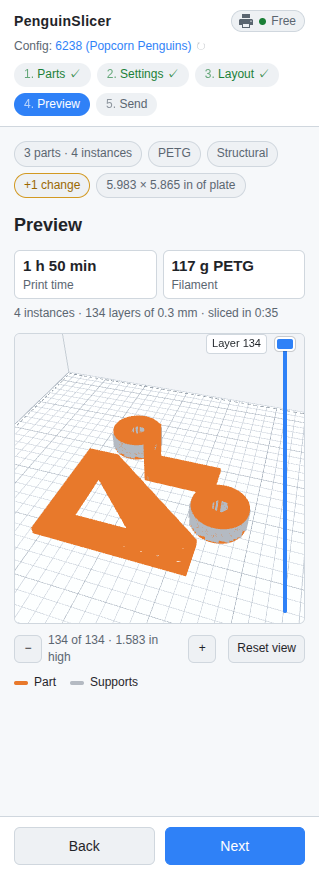 PenguinSlicer
Free
Config: 6238 (Popcorn Penguins)
1. Parts ✓
2. Settings ✓
3. Layout ✓
4. Preview
5. Send
3 parts · 4 instances
PETG
Structural
+1 change
5.983 × 5.865 in of plate
Preview
1 h 50 min
Print time
117 g PETG
Filament
4 instances · 134 layers of 0.3 mm · sliced in 0:35
Layer 134
−
134 of 134 · 1.583 in
high
+
Reset view
Part
Supports
Back
Next